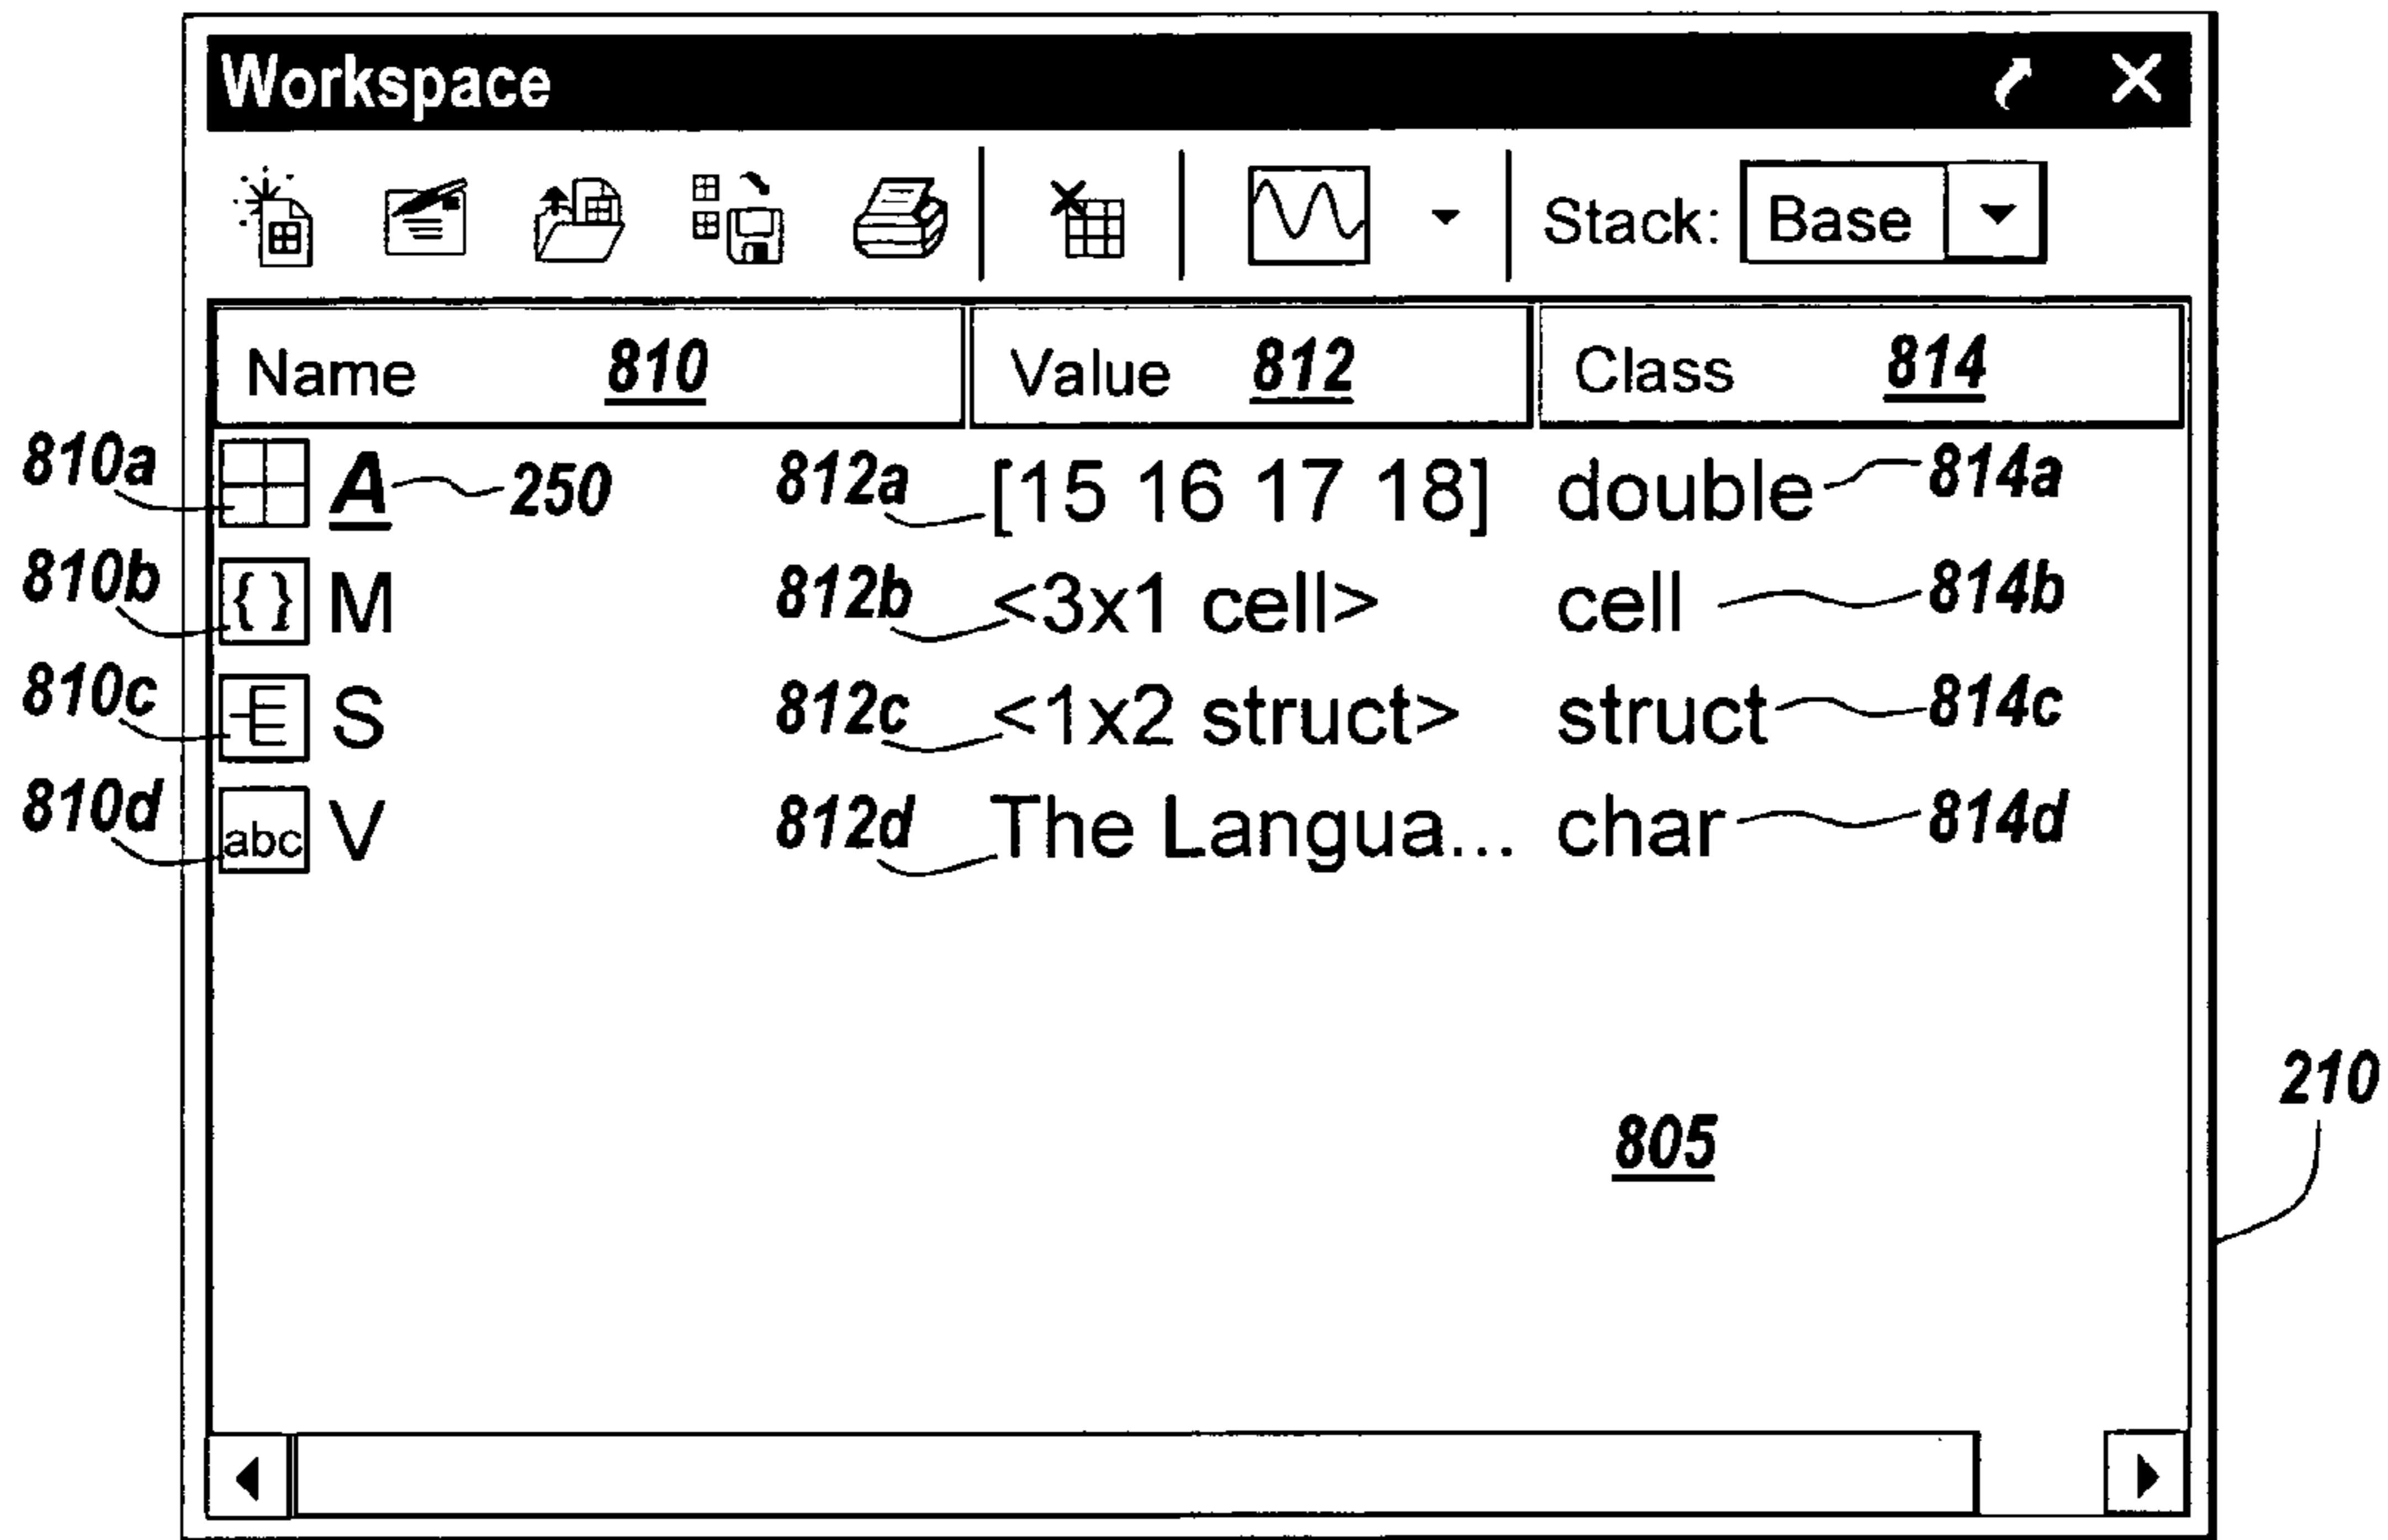 Workspace
Stack: Base
Name 810 Value 812 Class 814
810a A 250 812a [15 16 17 18] double 814a
810b {} M 812b <3x1 cell> cell 814b
810c S 812c <1x2 struct> struct 814c
810d abc V 812d The Langua... char 814d
210
805